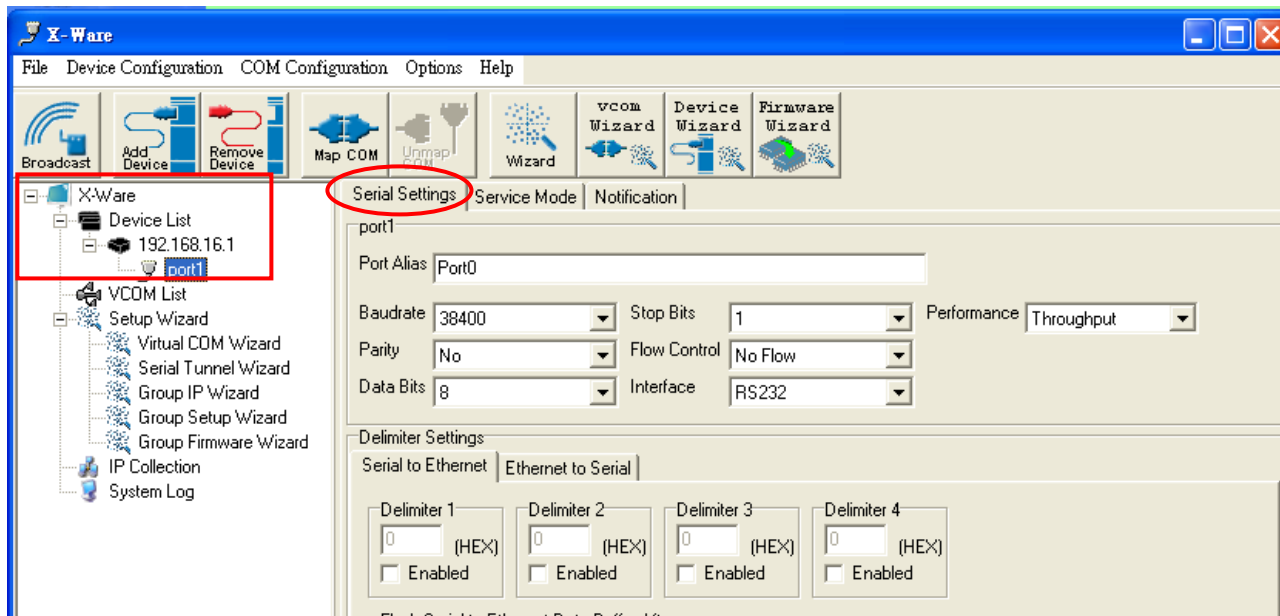 X-Ware
File Device Configuration COM Configuration Options Help
Broadcast
Add Device
Remove Device
Map COM
Unmap COM
Wizard
vcom Wizard
Device Wizard
Firmware Wizard
X-Ware
Device List
192.168.16.1
port1
VCOM List
Setup Wizard
Virtual COM Wizard
Serial Tunnel Wizard
Group IP Wizard
Group Setup Wizard
Group Firmware Wizard
IP Collection
System Log
Serial Settings Service Mode Notification
port1
Port Alias Port0
Baudrate 38400 Stop Bits 1 Performance Throughput
Parity No Flow Control No Flow
Data Bits 8 Interface RS232
Delimiter Settings
Serial to Ethernet Ethernet to Serial
Delimiter 1 Delimiter 2 Delimiter 3 Delimiter 4
0 (HEX) 0 (HEX) 0 (HEX) 0 (HEX)
Enabled Enabled Enabled Enabled